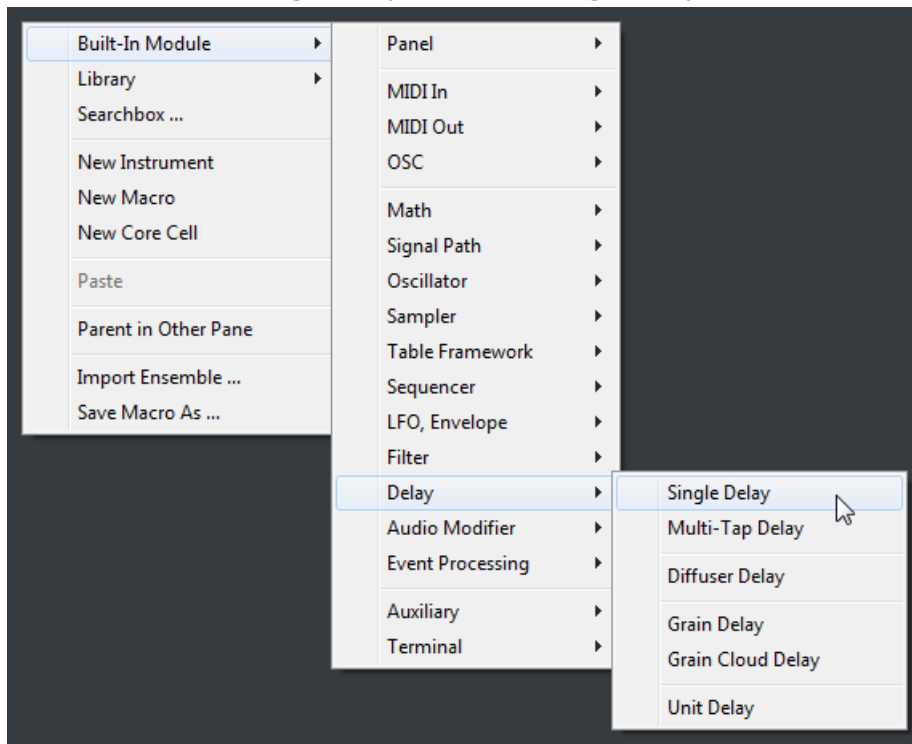 Built-In Module
Library
Searchbox ...
New Instrument
New Macro
New Core Cell
Paste
Parent in Other Pane
Import Ensemble ...
Save Macro As ...
Panel
MIDI In
MIDI Out
OSC
Math
Signal Path
Oscillator
Sampler
Table Framework
Sequencer
LFO, Envelope
Filter
Delay
Audio Modifier
Event Processing
Auxiliary
Terminal
Single Delay
Multi-Tap Delay
Diffuser Delay
Grain Delay
Grain Cloud Delay
Unit Delay